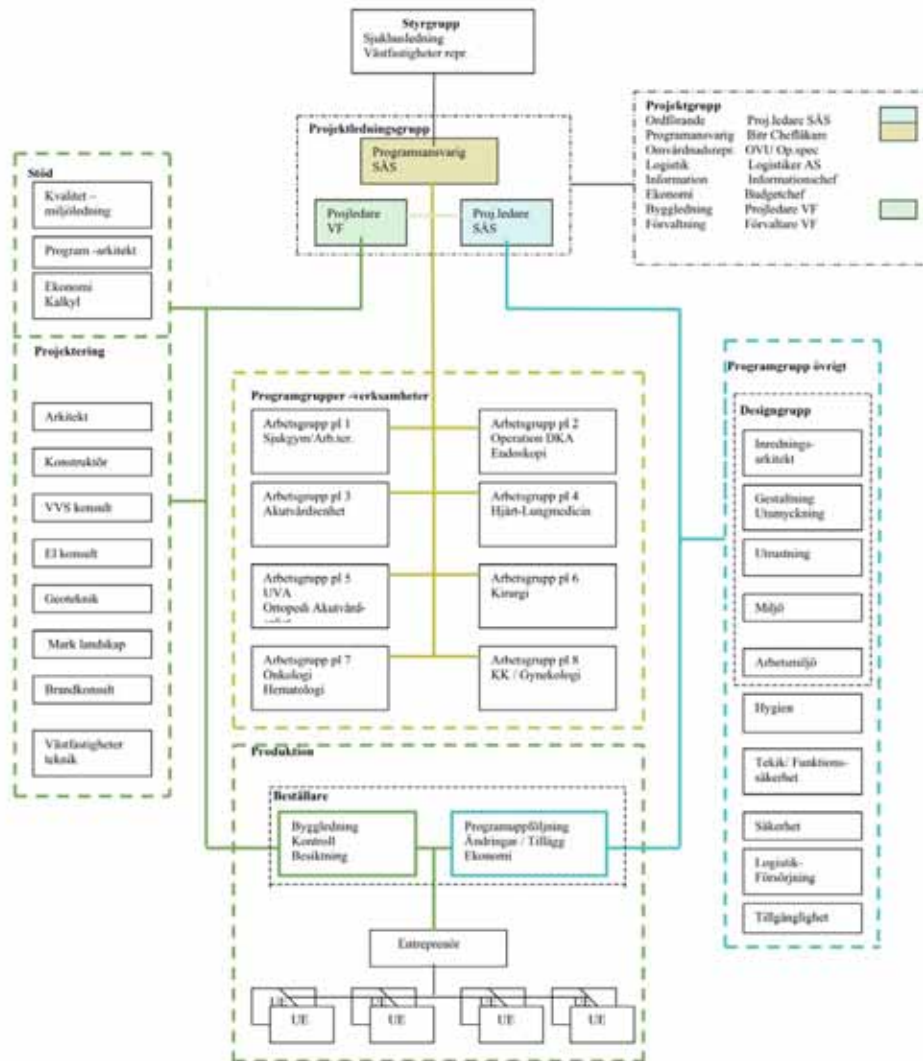 Styrgrupp
Sjukhusledning
Västfastigheter repr
Projektledningsgrupp
Programansvarig
SÄS
Projledare
VF
Proj.ledare
SÄS
Projektgrupp
Ordförande Proj.ledare SÄS
Programansvarig Bitr Chefläkare
Omvårdnadsrepr. OVU Op.spec
Logistik Logistiker AS
Information Informationschef
Ekonomi Budgetchef
Byggledning Projledare VF
Förvaltning Förvaltare VF
Stöd
Kvalitet –
miljöledning
Program -arkitekt
Ekonomi
Kalkyl
Projektering
Arkitekt
Konstruktör
VVS konsult
El konsult
Geoteknik
Mark landskap
Brandkonsult
Västfastigheter
teknik
Programgrupper -verksamheter
Arbetsgrupp pl 1
Sjukgym/Arb.ter.
Arbetsgrupp pl 2
Operation DKA
Endoskopi
Arbetsgrupp pl 3
Akutvårdsenhet
Arbetsgrupp pl 4
Hjärt-Lungmedicin
Arbetsgrupp pl 5
UVA
Ortopedi Akutvård-
Arbetsgrupp pl 6
Kirurgi
Arbetsgrupp pl 7
Onkologi
Hematologi
Arbetsgrupp pl 8
KK / Gynekologi
Programgrupp övrigt
Designgrupp
Inrednings-
arkitekt
Gestaltning
Utsmyckning
Utrustning
Miljö
Arbetsmiljö
Hygien
Tekik/ Funktions-
säkerhet
Säkerhet
Logistik-
Försörjning
Tillgänglighet
Produktion
Beställare
Byggledning
Kontroll
Besiktning
Programuppföljning
Ändringar / Tillägg
Ekonomi
Entreprenör
UE
UE
UE
UE
UE
UE
UE
UE